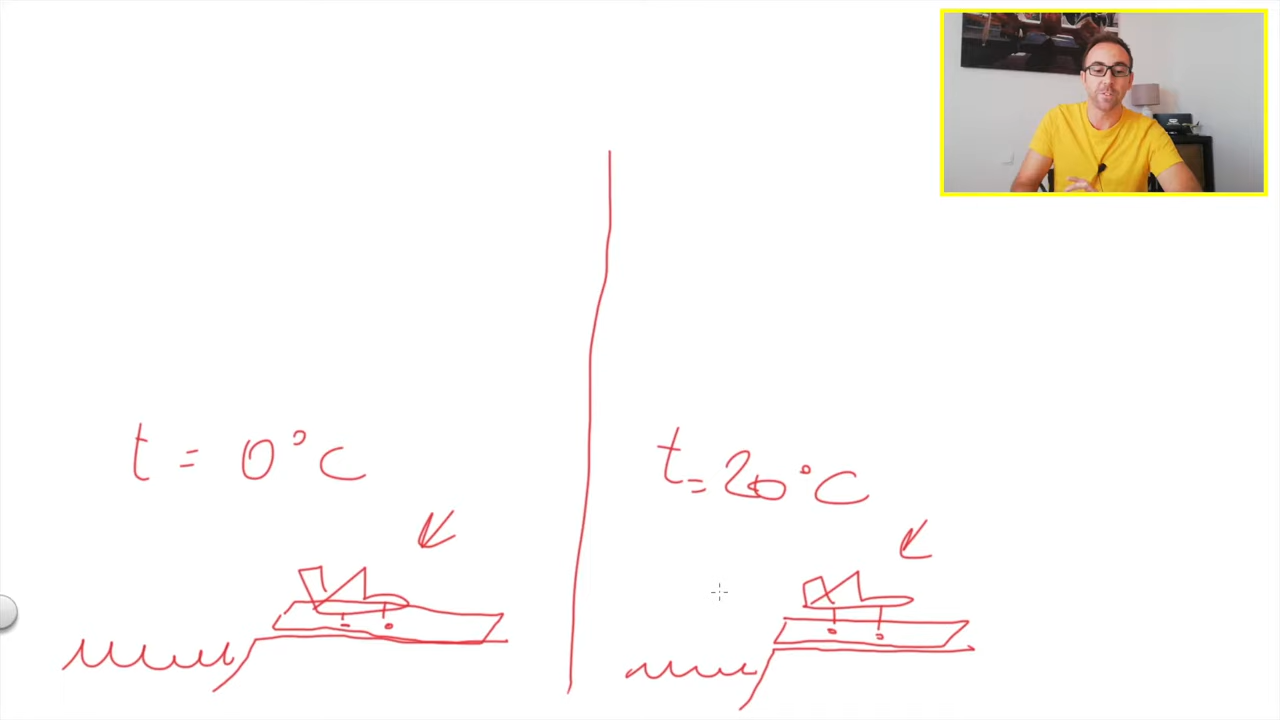 t = 0°C
t = 20°C